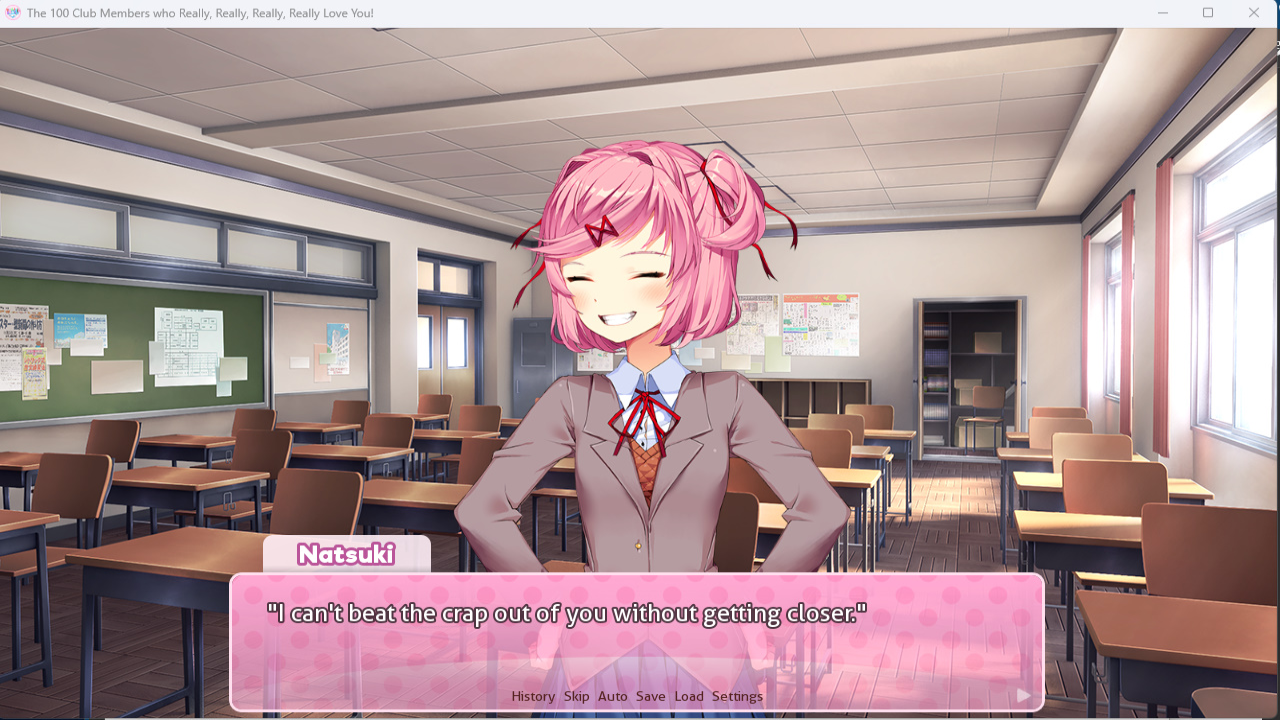 The 100 Club Members who Really, Really, Really, Really Love You!
Natsuki
"I can't beat the crap out of you without getting closer."
History Skip Auto Save Load Settings